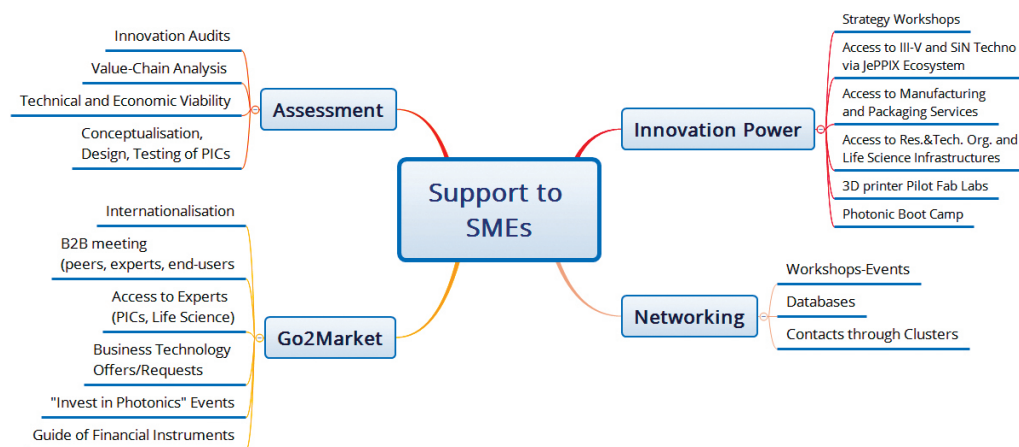 Support to
SMEs
Assessment
Innovation Audits
Value-Chain Analysis
Technical and Economic Viability
Conceptualisation,
Design, Testing of PICs
Go2Market
Internationalisation
B2B meeting
(peers, experts, end-users
Access to Experts
(PICs, Life Science)
Business Technology
Offers/Requests
"Invest in Photonics" Events
Guide of Financial Instruments
Innovation Power
Strategy Workshops
Access to III-V and SiN Techno
via JePPIX Ecosystem
Access to Manufacturing
and Packaging Services
Access to Res.&Tech. Org. and
Life Science Infrastructures
3D printer Pilot Fab Labs
Photonic Boot Camp
Networking
Workshops-Events
Databases
Contacts through Clusters